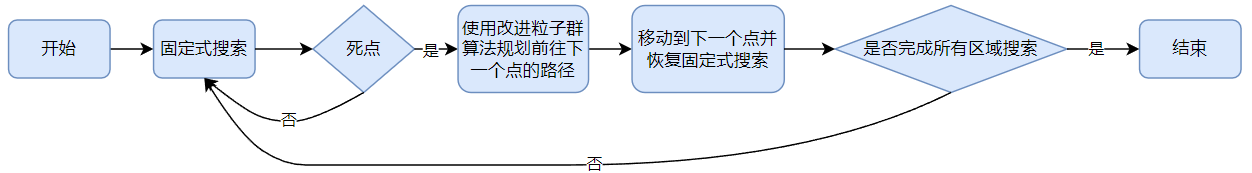 开始
固定式搜索
死点
是
使用改进粒子群
算法规划前往下
一个点的路径
移动到下一个点并
恢复固定式搜索
是否完成所有区域搜索
是
结束
否
否